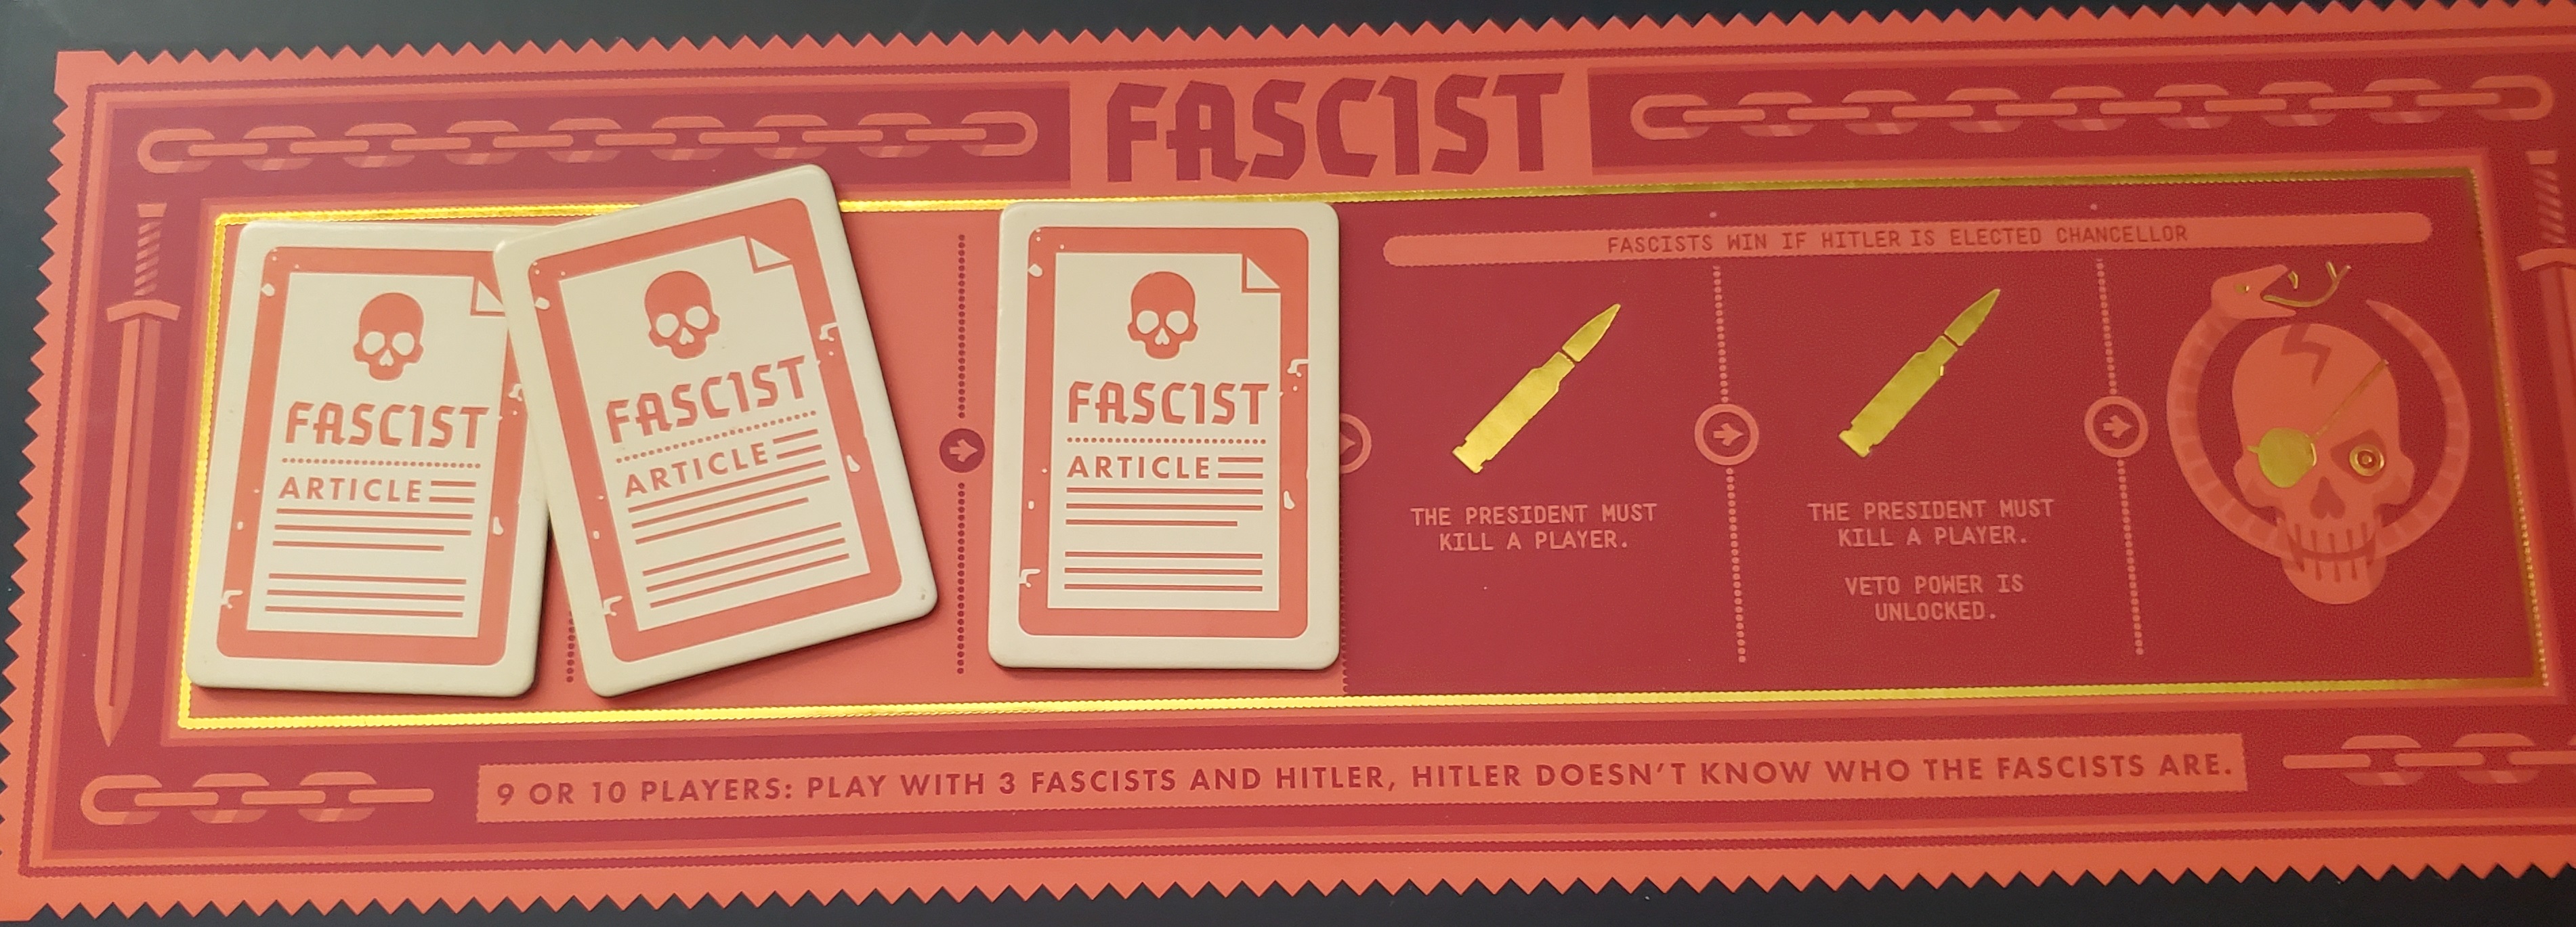 FASCIST
FASCIST
ARTICLE
FASCIST
ARTICLE
FASCIST
ARTICLE
FASCISTS WIN IF HITLER IS ELECTED CHANCELLOR
THE PRESIDENT MUST
KILL A PLAYER.
THE PRESIDENT MUST
KILL A PLAYER.
VETO POWER IS
UNLOCKED.
9 OR 10 PLAYERS: PLAY WITH 3 FASCISTS AND HITLER, HITLER DOESN'T KNOW WHO THE FASCISTS ARE.